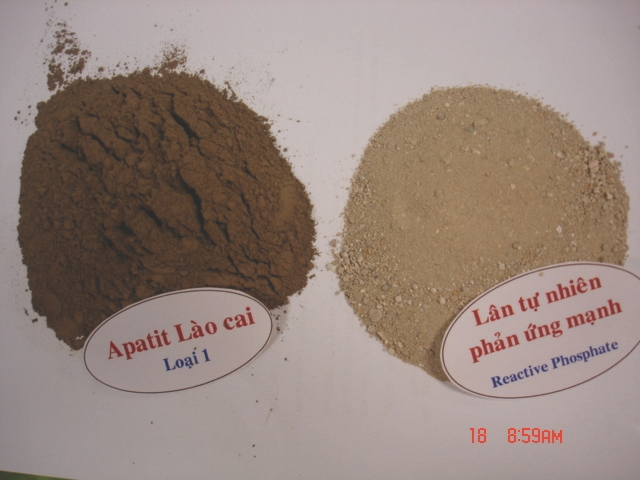 Apatit Lào cai
Loại 1
Lân tự nhiên
phản ứng mạnh
Reactive Phosphate
18 8:59AM